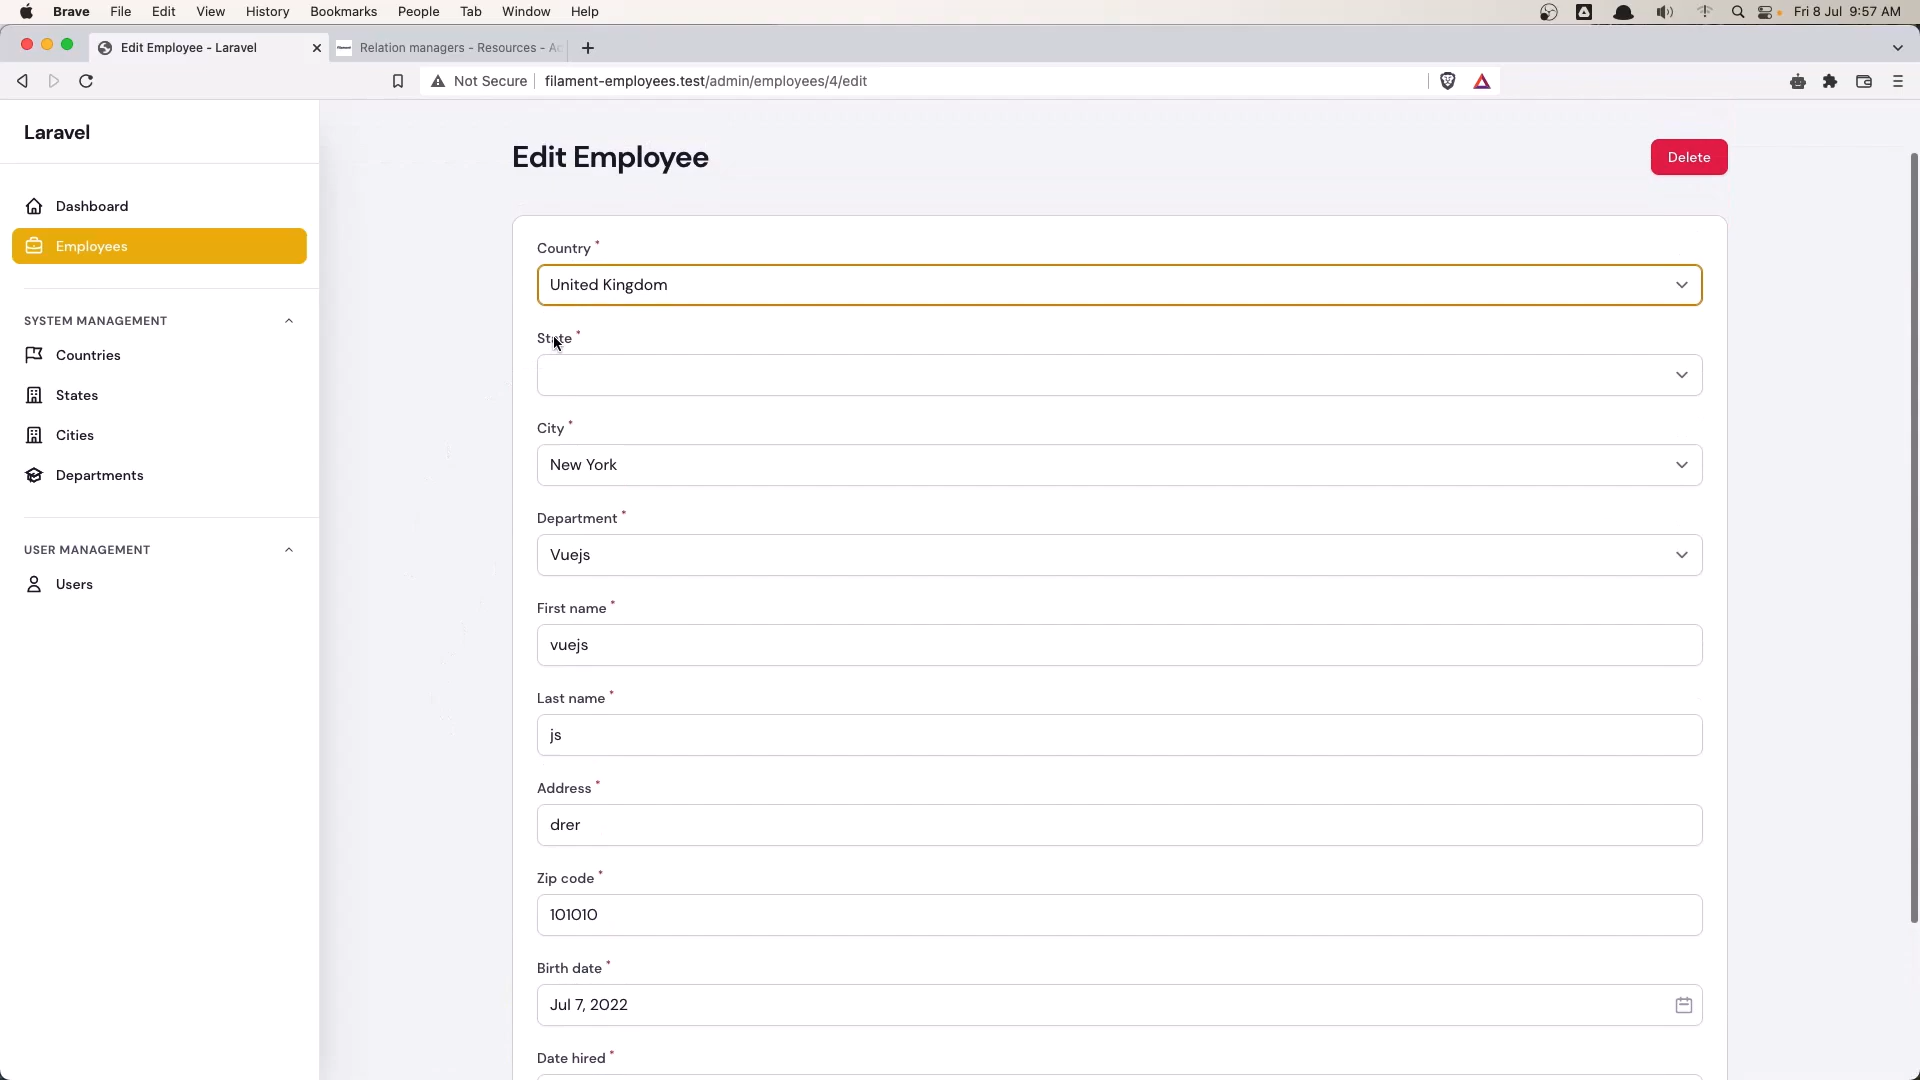 Brave File Edit View History Bookmarks People Tab Window Help Fri 8 Jul 9:57 AM
Edit Employee - Laravel Relation managers - Resources - A
Not Secure filament-employees.test/admin/employees/4/edit
Laravel
Dashboard
Employees
SYSTEM MANAGEMENT
Countries
States
Cities
Departments
USER MANAGEMENT
Users
Edit Employee
Delete
Country *
United Kingdom
State *
City *
New York
Department *
Vuejs
First name *
vuejs
Last name *
js
Address *
drer
Zip code *
101010
Birth date *
Jul 7, 2022
Date hired *